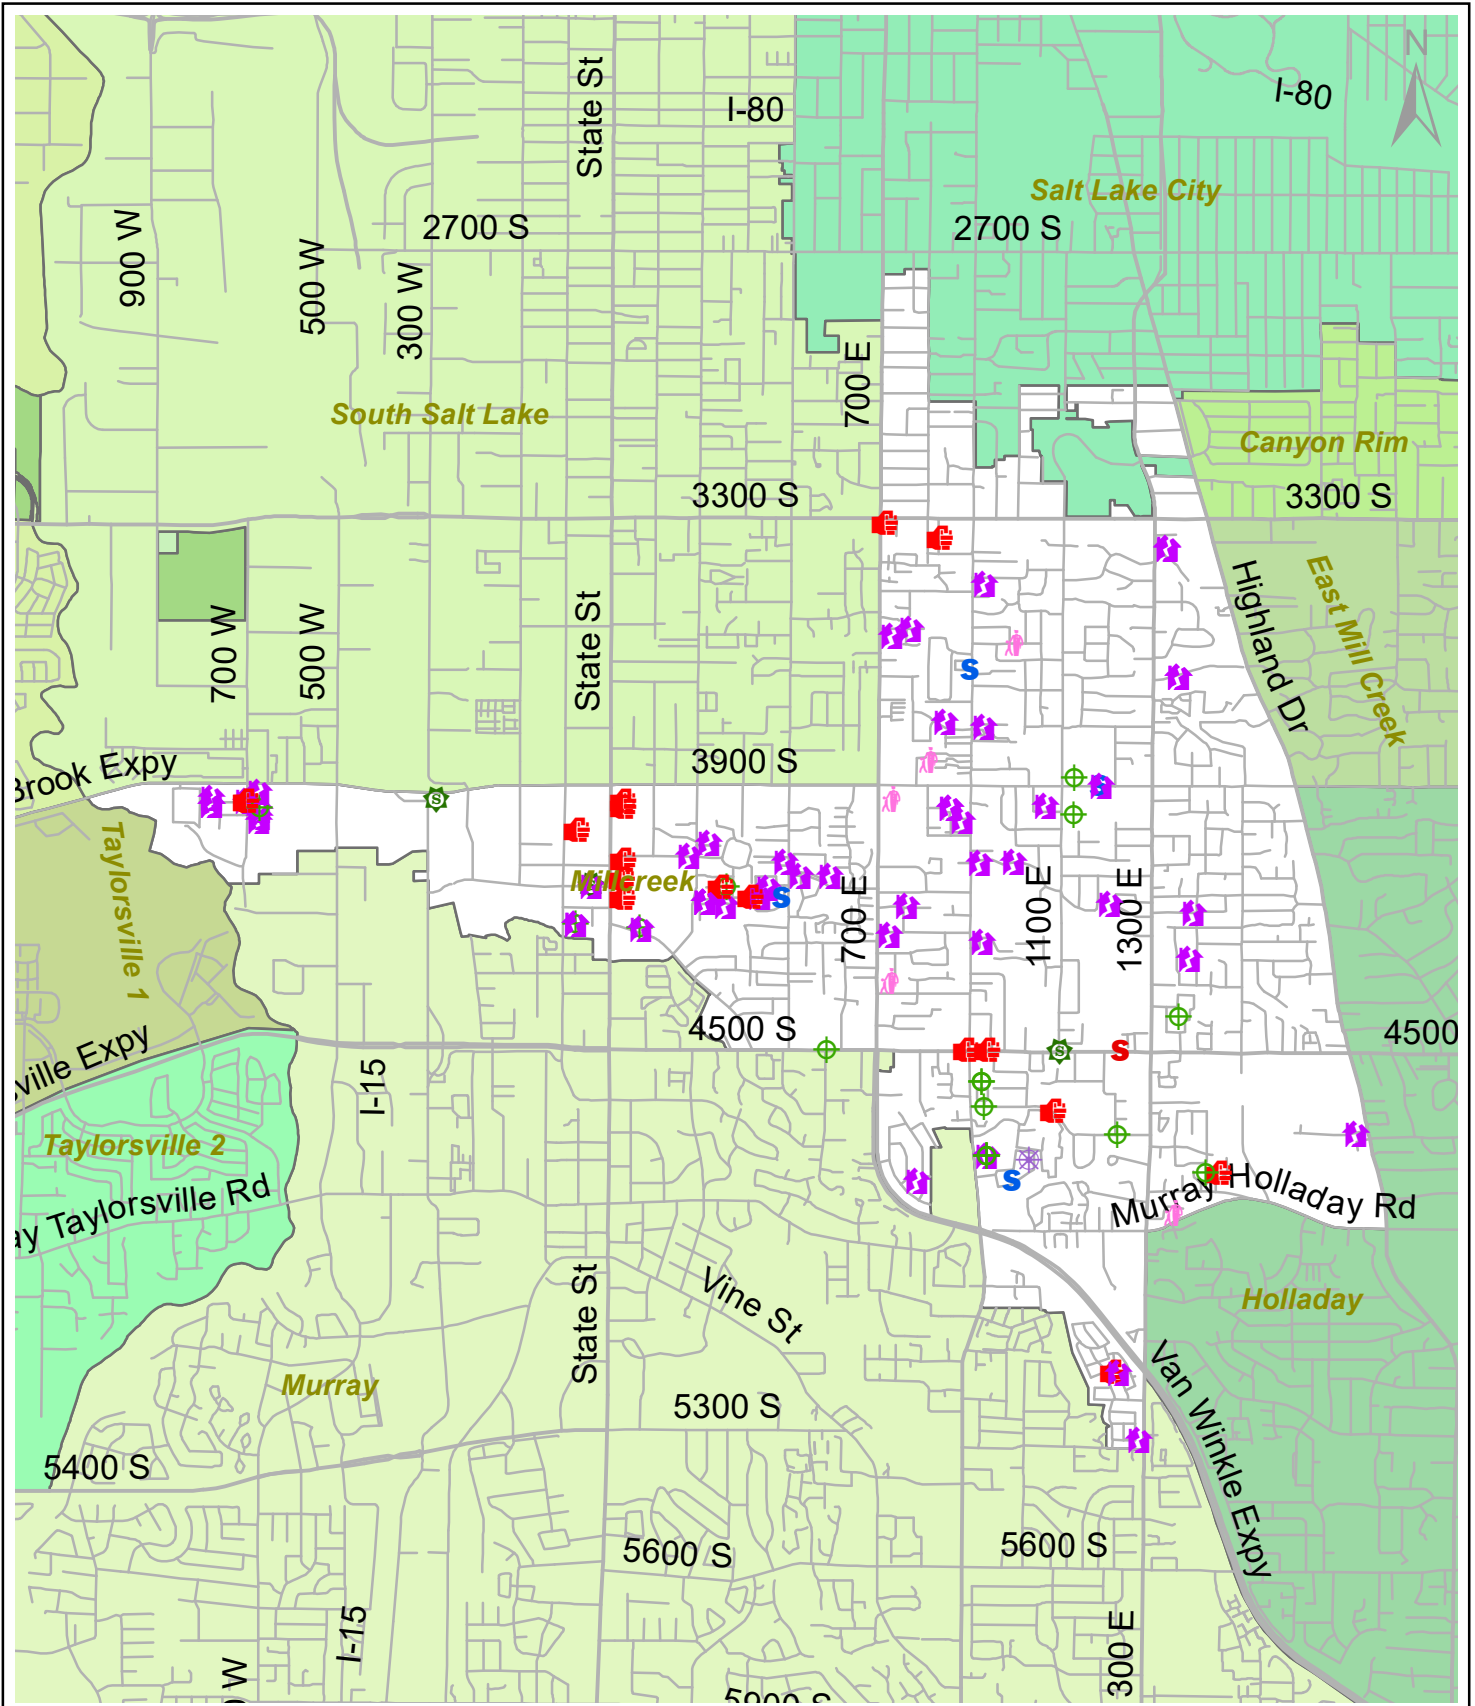 N
I-80
I-80
State St
Salt Lake City
2700 S
2700 S
900 W
500 W
300 W
700 E
South Salt Lake
Canyon Rim
3300 S
3300 S
East Mill Creek
Highland Dr
700 W
500 W
State St
3900 S
Brook Expy
S
S
S
Taylorsville 1
Millcreek
S
700 E
1100 E
1300 E
4500 S
4500
S
S
sville Expy
I-15
Taylorsville 2
S
ay Taylorsville Rd
Murray Holladay Rd
Vine St
State St
Holladay
Murray
Van Winkle Expy
5300 S
5400 S
5600 S
5600 S
I-15
300 E
0 W
5900 S